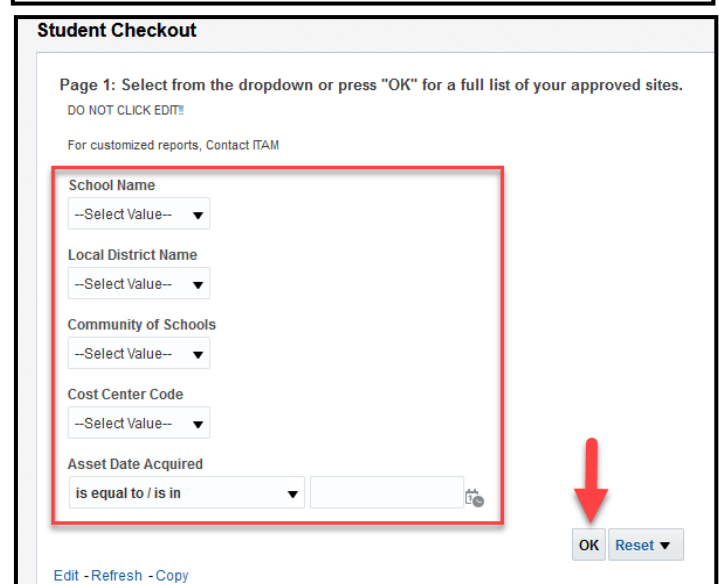 Student Checkout
Page 1: Select from the dropdown or press "OK" for a full list of your approved sites.
DO NOT CLICK EDIT!!
For customized reports, Contact ITAM
School Name
--Select Value--
Local District Name
--Select Value--
Community of Schools
--Select Value--
Cost Center Code
--Select Value--
Asset Date Acquired
is equal to / is in
OK Reset
Edit - Refresh - Copy